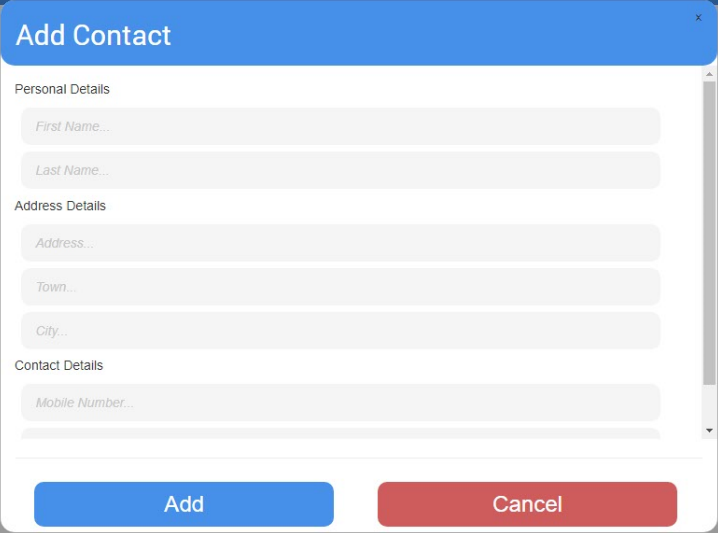 Add Contact
x
Personal Details
First Name...
Last Name...
Address Details
Address...
Town...
City...
Contact Details
Mobile Number...
Add
Cancel